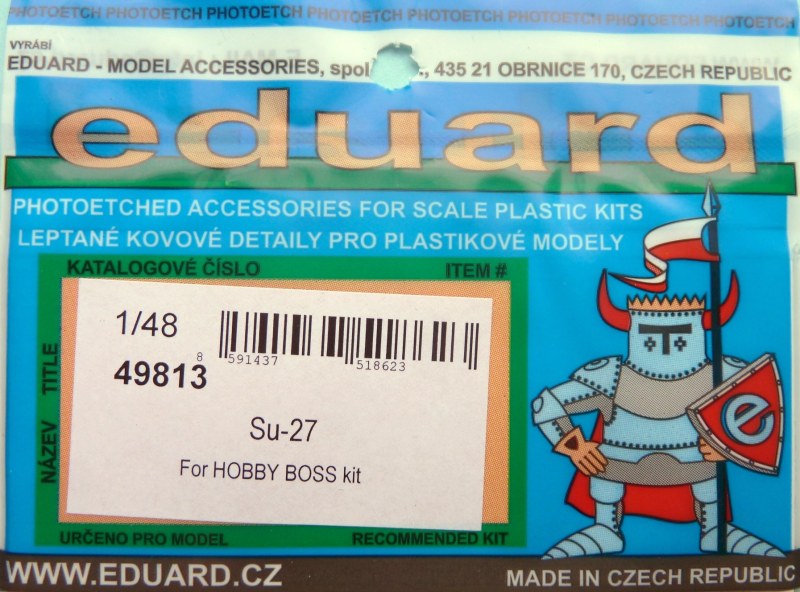 PHOTOETCH PHOTOETCH PHOTOETCH PHOTOETCH PHOTOETCH PHOTOETCH PHOTOETCH
VYRÁBÍ
EDUARD - MODEL ACCESSORIES, spol. 435 21 OBRNICE 170, CZECH REPUBLIC
eduard
PHOTOETCHED ACCESSORIES FOR SCALE PLASTIC KITS
LEPTANÉ KOVOVÉ DETAILY PRO PLASTIKOVÉ MODELY
KATALOGOVÉ ČÍSLO ITEM #
1/48
8 591437 518623
49813
Su-27
For HOBBY BOSS kit
NÁZEV TITLE
e
URČENO PRO MODEL RECOMMENDED KIT
WWW.EDUARD.CZ MADE IN CZECH REPUBLIC